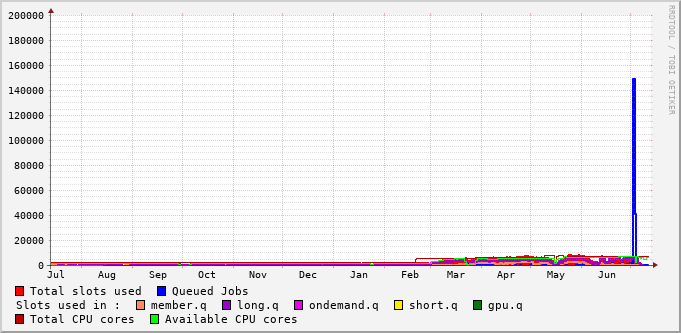 RRDTOOL / TOBI OETIKER
200000
180000
160000
140000
120000
100000
80000
60000
40000
20000
0
Jul Aug Sep Oct Nov Dec Jan Feb Mar Apr May Jun
Total slots used Queued Jobs
Slots used in : member.q long.q ondemand.q short.q gpu.q
Total CPU cores Available CPU cores